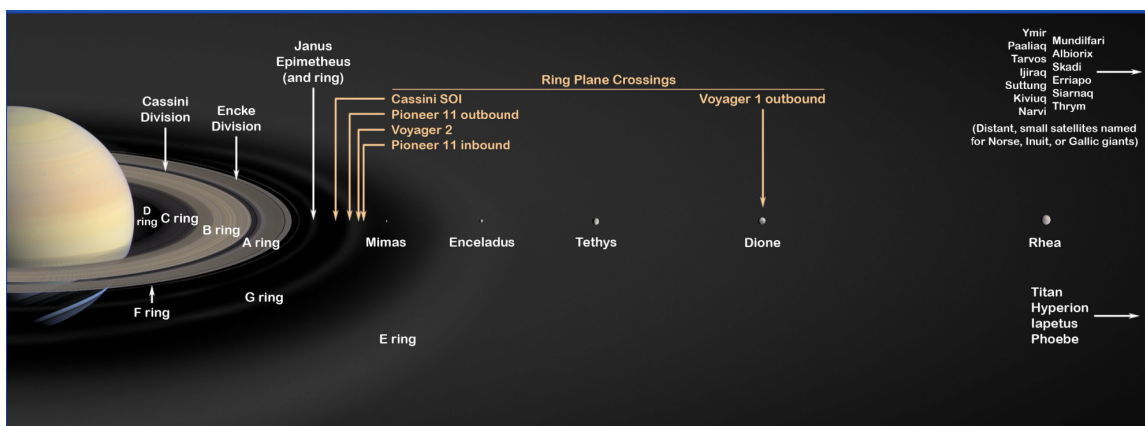 Janus
Epimetheus
(and ring)
Cassini
Division
Encke
Division
Ring Plane Crossings
Cassini SOI
Pioneer 11 outbound
Voyager 2
Pioneer 11 inbound
Voyager 1 outbound
Ymir
Paaliaq
Tarvos
Ijiraq
Suttung
Kiviuq
Narvi
Mundilfari
Albiorix
Skadi
Erriapo
Siarnaq
Thrym
(Distant, small satellites named
for Norse, Inuit, or Gallic giants)
D
ring
C ring
B ring
A ring
F ring
G ring
E ring
Mimas
Enceladus
Tethys
Dione
Rhea
Titan
Hyperion
Iapetus
Phoebe